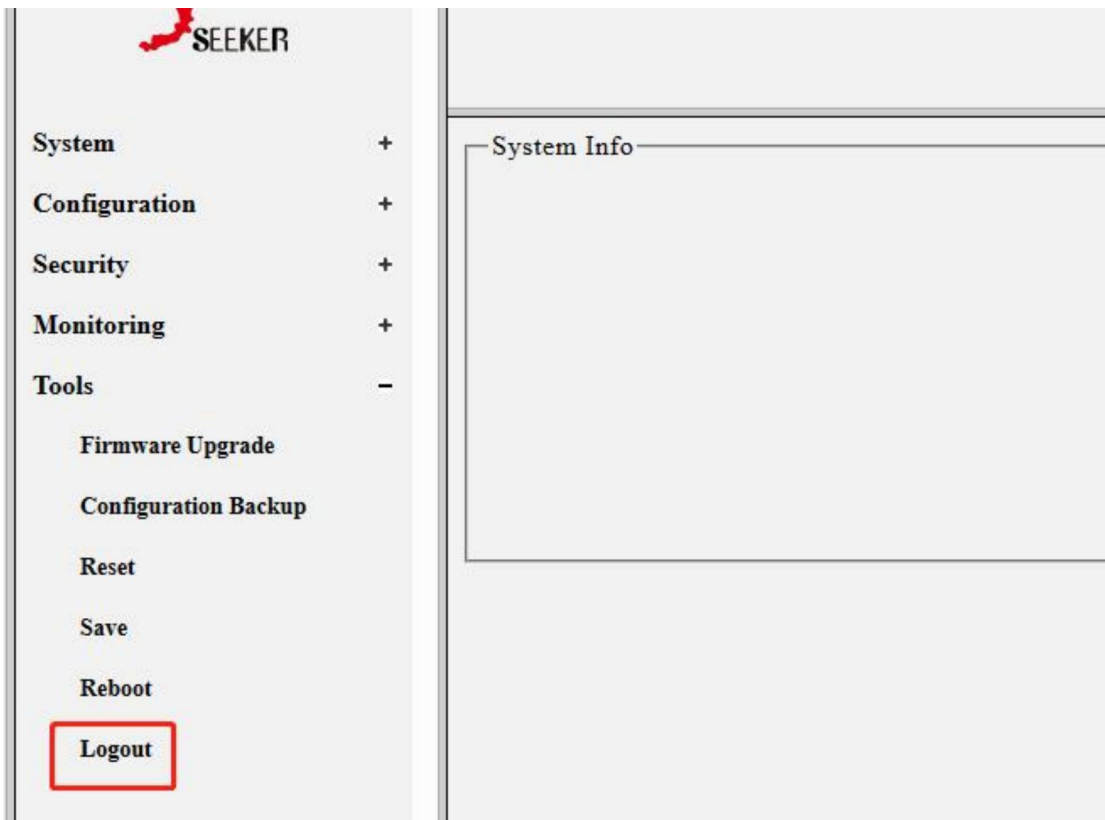 SEEKER
System +
Configuration +
Security +
Monitoring +
Tools −
Firmware Upgrade
Configuration Backup
Reset
Save
Reboot
Logout
System Info